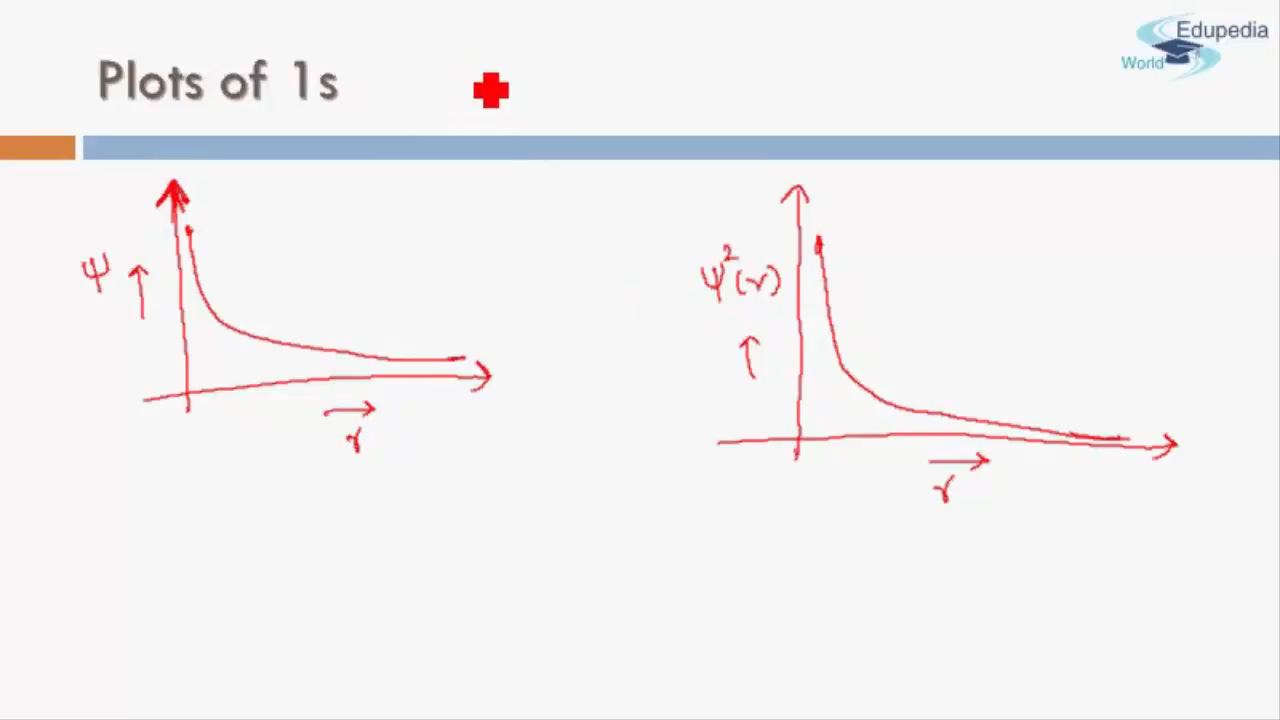 Edupedia
World
Plots of 1s
ψ
r
ψ²(r)
r